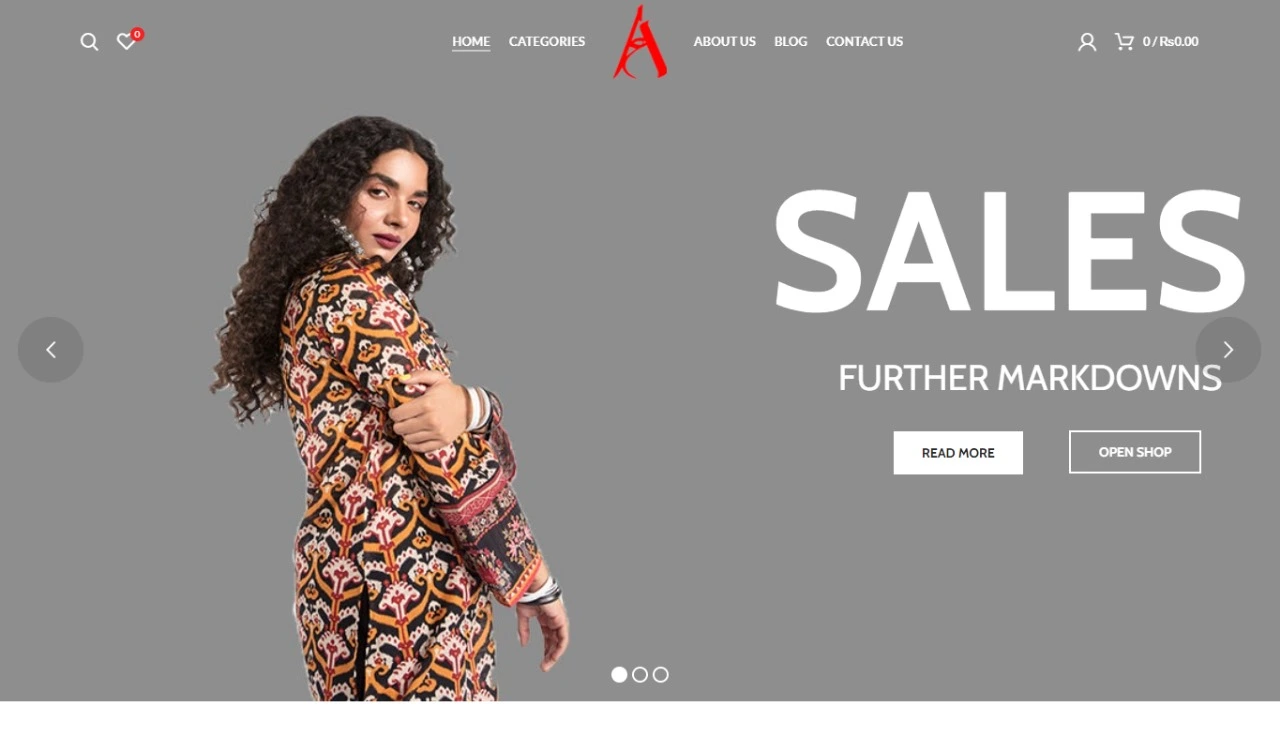 0
HOME CATEGORIES
A
ABOUT US BLOG CONTACT US
0 / ₨0.00
SALES
FURTHER MARKDOWNS
READ MORE
OPEN SHOP